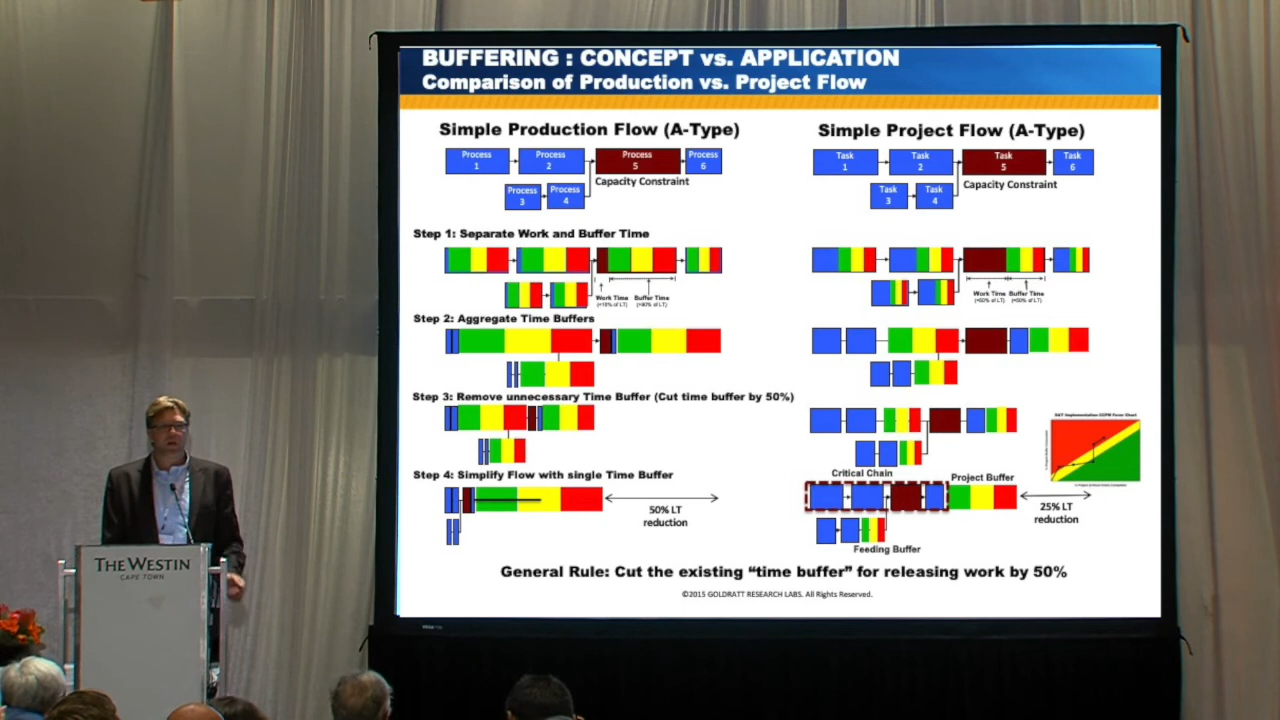 BUFFERING : CONCEPT vs. APPLICATION
Comparison of Production vs. Project Flow
Simple Production Flow (A-Type)
Process 1
Process 2
Process 5
Process 6
Capacity Constraint
Process 3
Process 4
Simple Project Flow (A-Type)
Task 1
Task 2
Task 5
Task 6
Capacity Constraint
Task 3
Task 4
Step 1: Separate Work and Buffer Time
Work Time
Buffer Time
Work Time
Buffer Time
Step 2: Aggregate Time Buffers
Step 3: Remove unnecessary Time Buffer (Cut time buffer by 50%)
Step 4: Simplify Flow with single Time Buffer
50% LT
reduction
Critical Chain
Project Buffer
25% LT
reduction
Feeding Buffer
General Rule: Cut the existing “time buffer” for releasing work by 50%
©2015 GOLDRATT RESEARCH LABS. All Rights Reserved.
THE WESTIN
CAPE TOWN